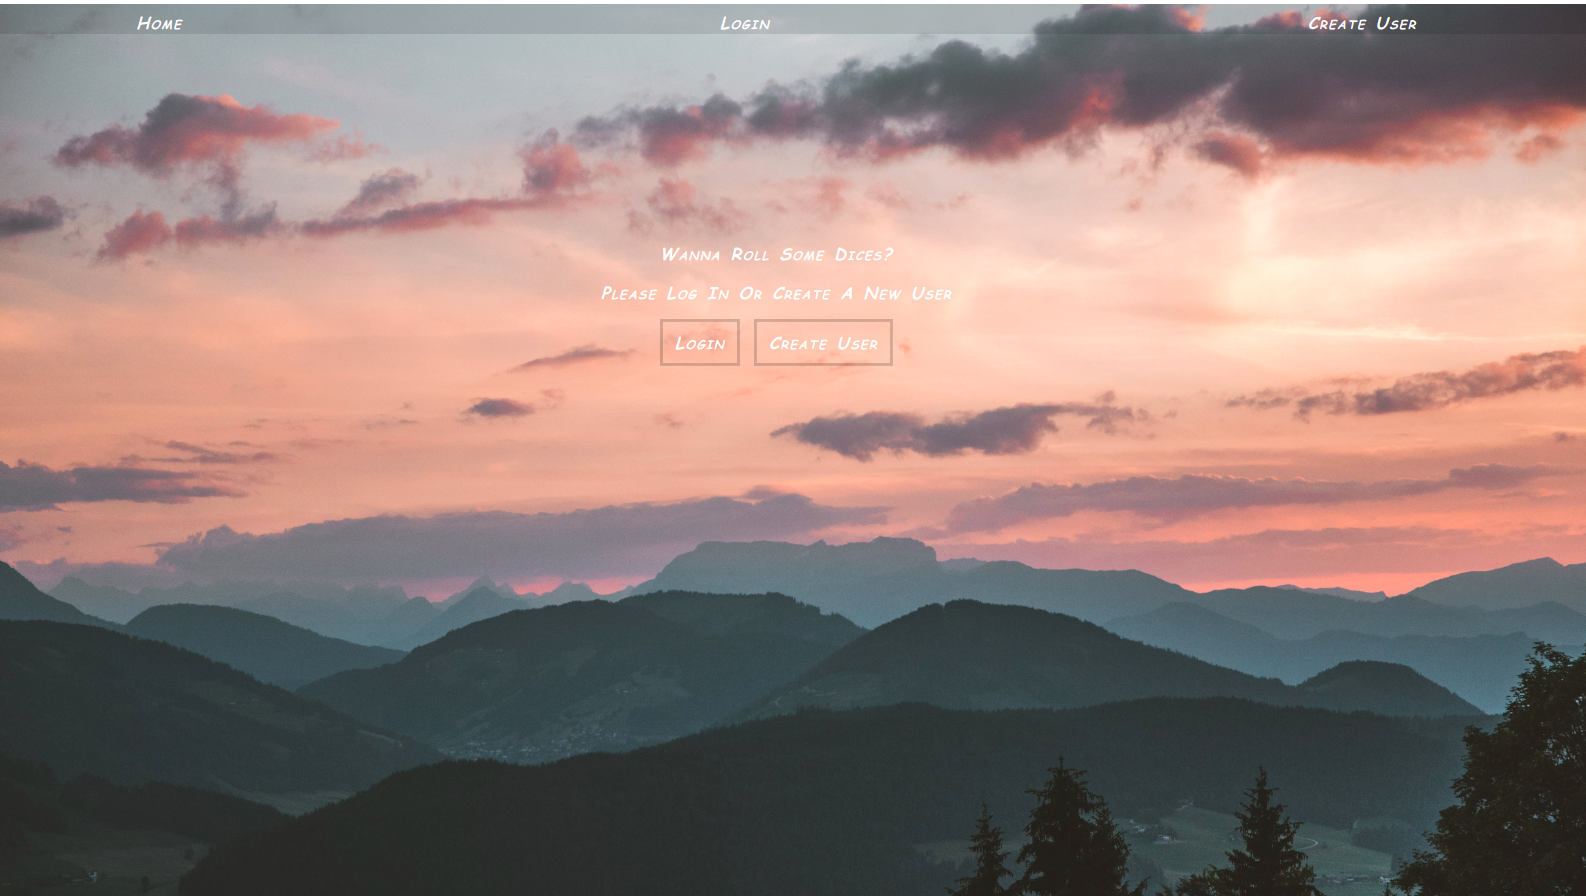 Home Login Create User
Wanna Roll Some Dices?
Please Log In Or Create A New User
Login Create User